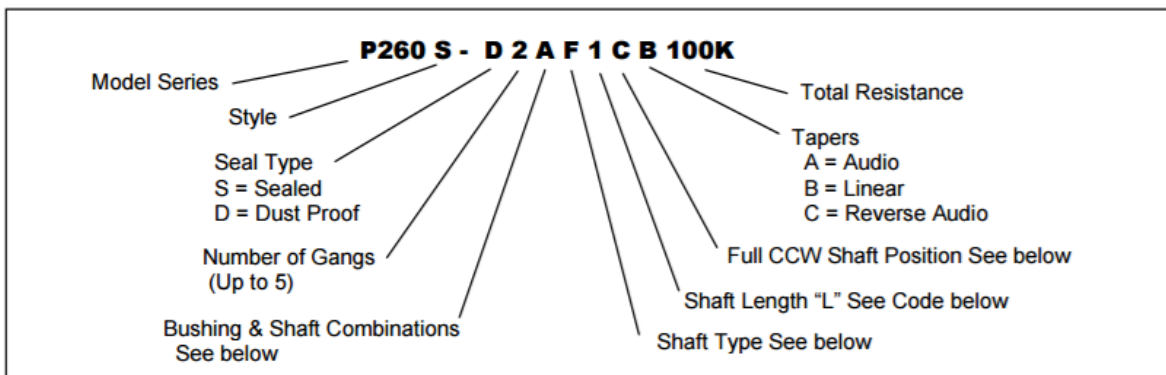 P260 S - D 2 A F 1 C B 100K
Model Series
Total Resistance
Style
Tapers
A = Audio
B = Linear
C = Reverse Audio
Seal Type
S = Sealed
D = Dust Proof
Number of Gangs
(Up to 5)
Full CCW Shaft Position See below
Shaft Length “L” See Code below
Bushing & Shaft Combinations
See below
Shaft Type See below